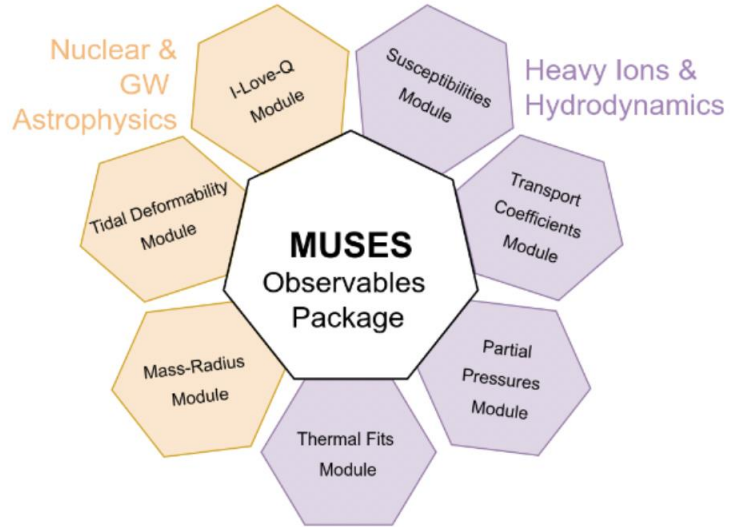 Nuclear &
GW
Astrophysics
I-Love-Q
Module
Susceptibilities
Module
Heavy Ions &
Hydrodynamics
Tidal Deformability
Module
Transport
Coefficients
Module
MUSES
Observables
Package
Mass-Radius
Module
Partial
Pressures
Module
Thermal Fits
Module